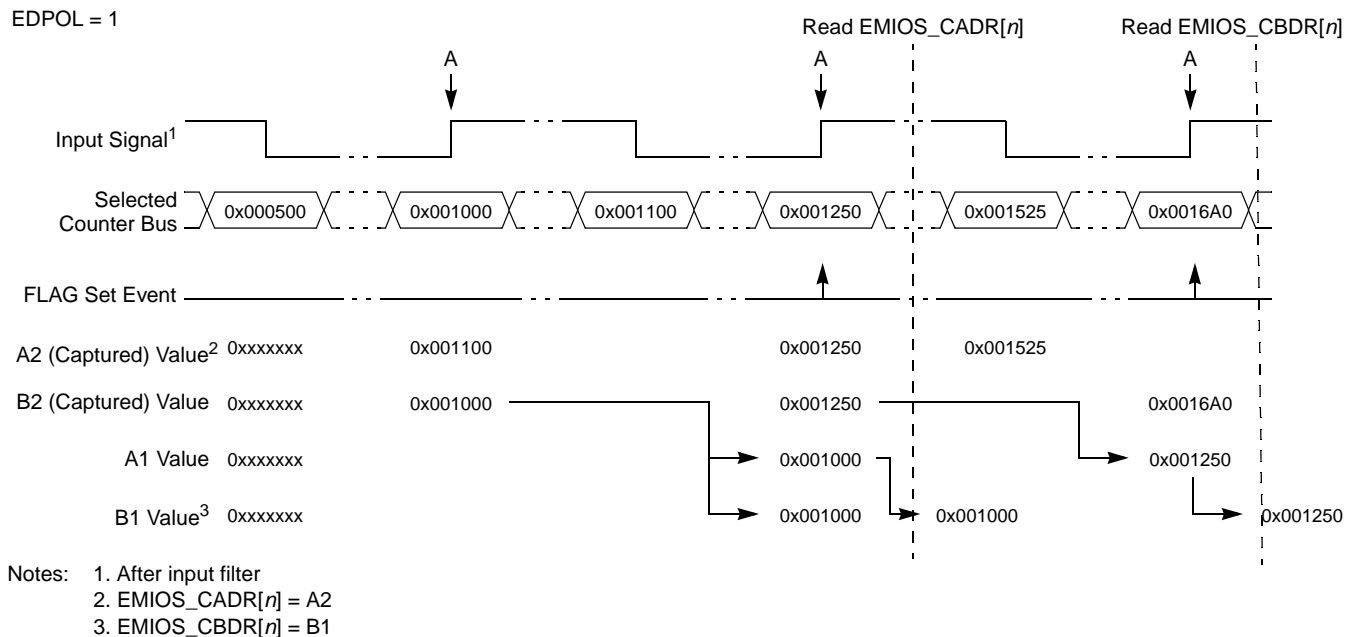 EDPOL = 1
Read EMIOS_CADR[n] Read EMIOS_CBDR[n]
A A A
Input Signal1
Selected Counter Bus 0x000500 0x001000 0x001100 0x001250 0x001525 0x0016A0
FLAG Set Event
A2 (Captured) Value2 0xxxxxxx 0x001100 0x001250 0x001525
B2 (Captured) Value 0xxxxxxx 0x001000 0x001250 0x0016A0
A1 Value 0xxxxxxx 0x001000 0x001250
B1 Value3 0xxxxxxx 0x001000 0x001000 0x001250
Notes: 1. After input filter
2. EMIOS_CADR[n] = A2
3. EMIOS_CBDR[n] = B1